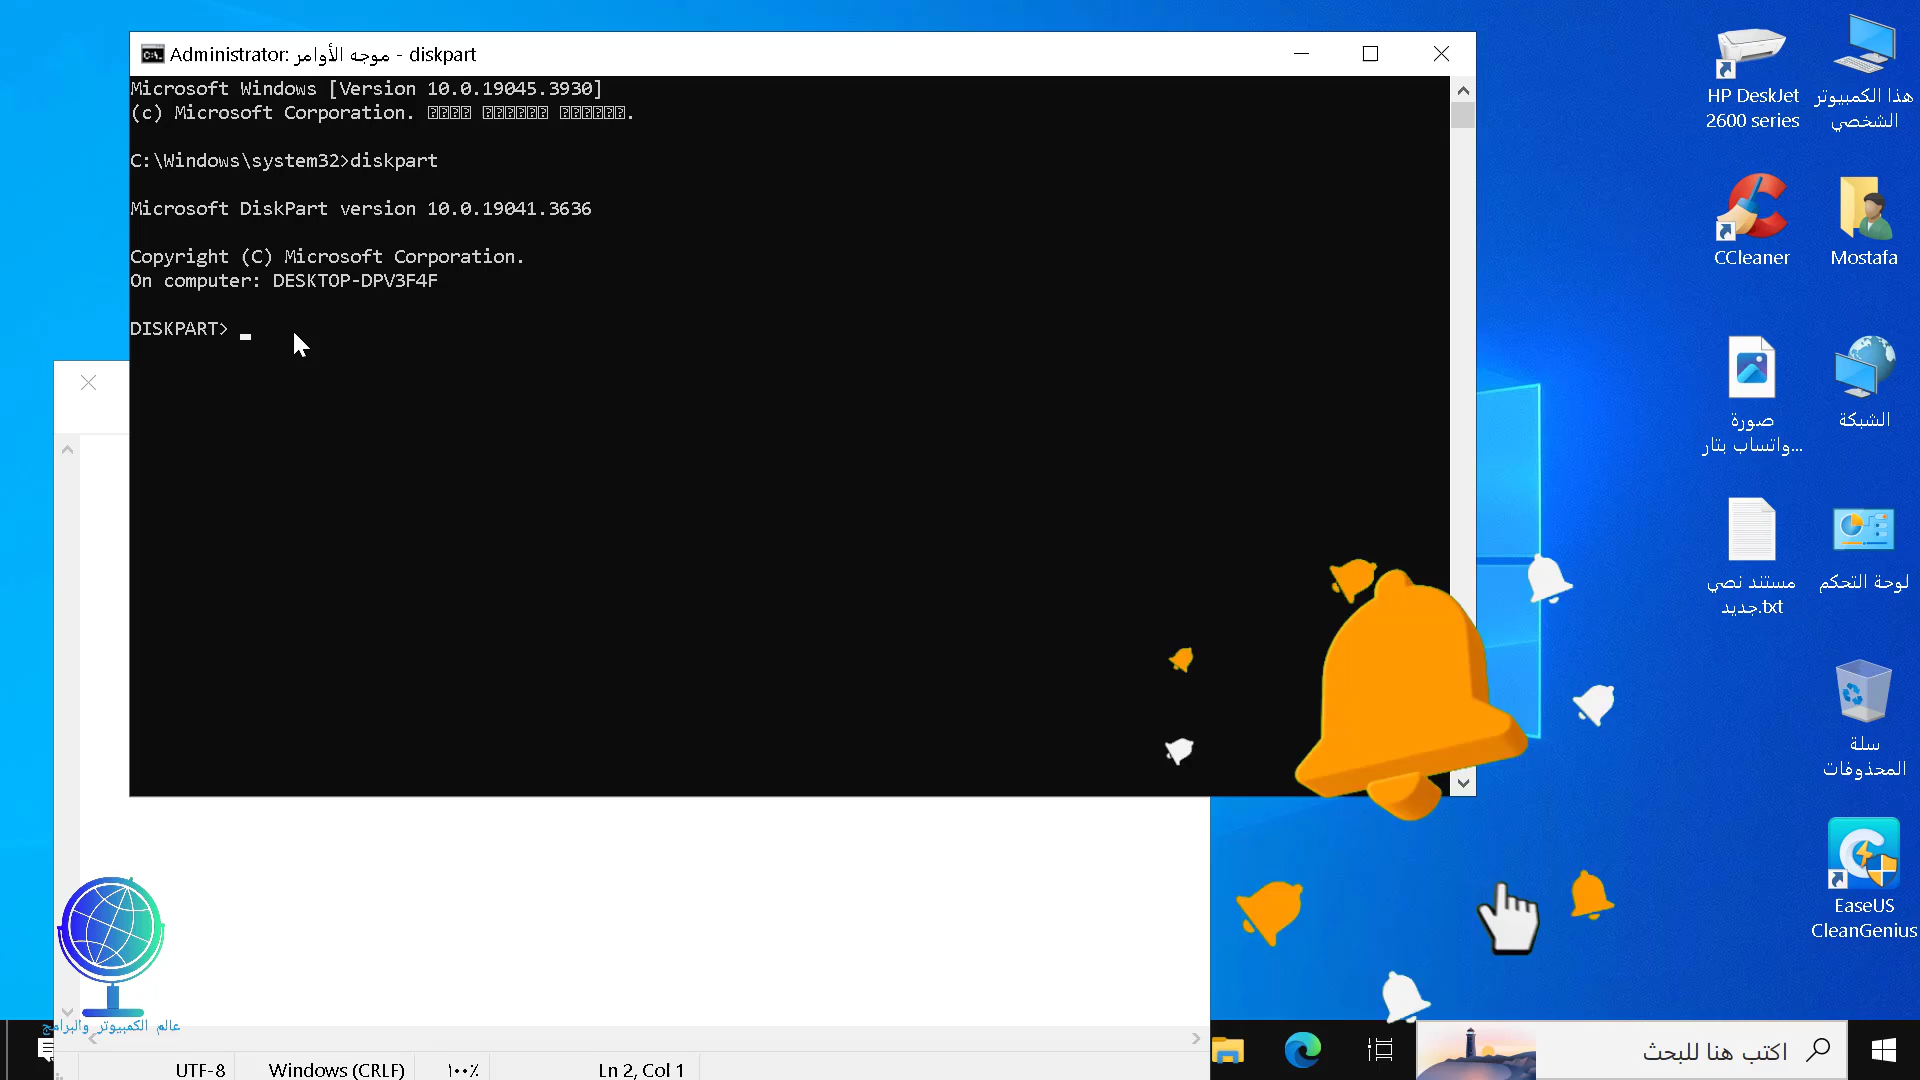 Administrator: موجه الأوامر - diskpart
Microsoft Windows [Version 10.0.19045.3930]
(c) Microsoft Corporation.
C:\Windows\system32>diskpart
Microsoft DiskPart version 10.0.19041.3636
Copyright (C) Microsoft Corporation.
On computer: DESKTOP-DPV3F4F
DISKPART>
هذا الكمبيوتر
الشخصي
HP DeskJet
2600 series
Mostafa
CCleaner
الشبكة
صورة
واتساب بتار...
لوحة التحكم
مستند نصي
جديد.txt
سلة
المحذوفات
EaseUS
CleanGenius
عالم الكمبيوتر والبرامج
UTF-8
Windows (CRLF)
١٠٠٪
Ln 2, Col 1
اكتب هنا للبحث